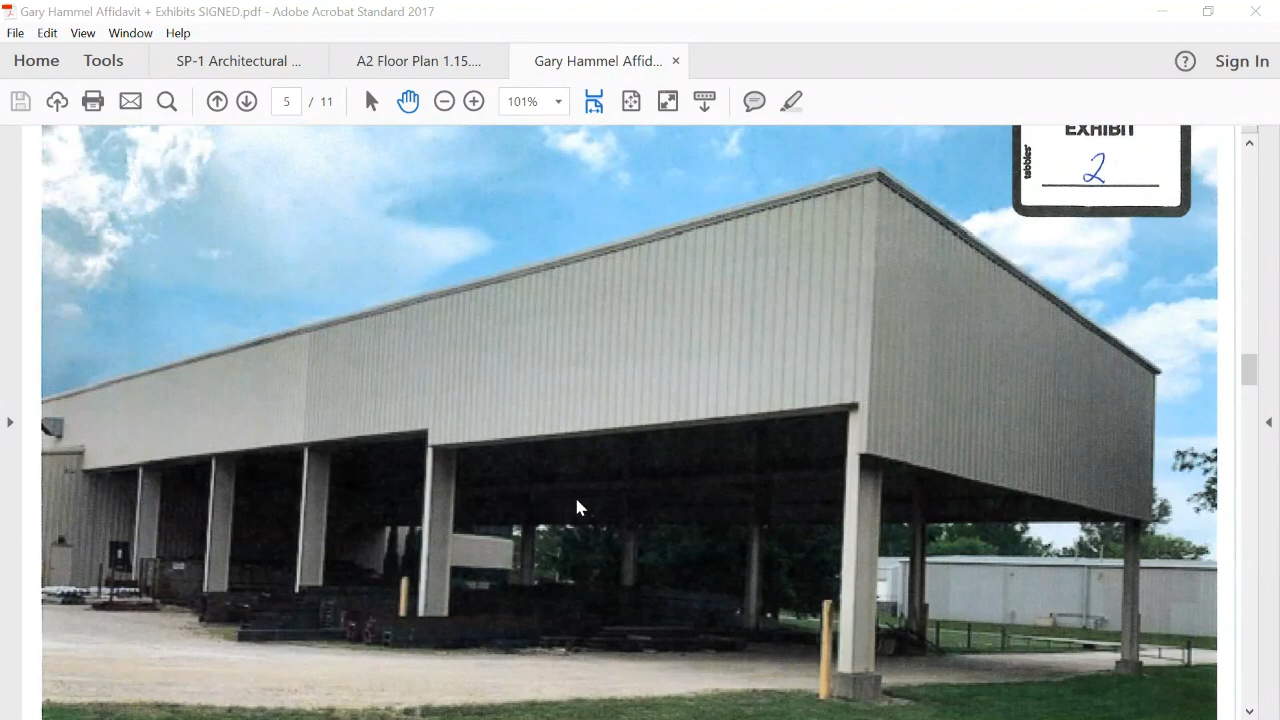 Gary Hammel Affidavit + Exhibits SIGNED.pdf - Adobe Acrobat Standard 2017
File Edit View Window Help
Home Tools SP-1 Architectural ... A2 Floor Plan 1.15.... Gary Hammel Affid... × Sign In
5 / 11 101%
EXHIBIT
tabbies'
2